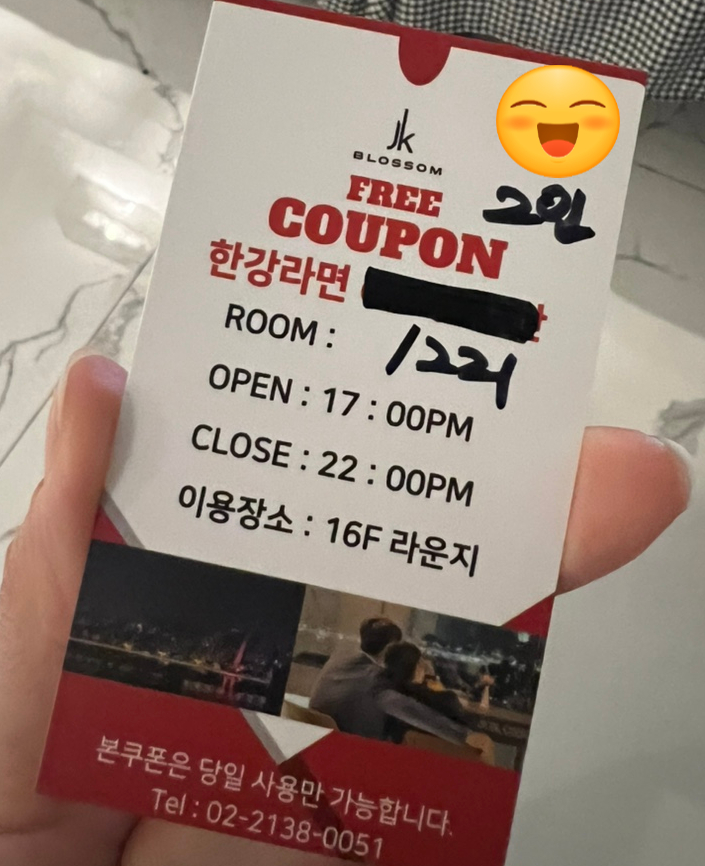 jk
BLOSSOM
FREE
2인
COUPON
한강라면
ROOM : 1221
OPEN : 17 : 00PM
CLOSE : 22 : 00PM
이용장소 : 16F 라운지
본쿠폰은 당일 사용만 가능합니다.
Tel : 02-2138-0051